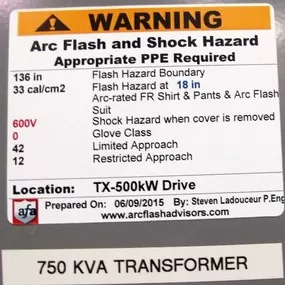 WARNING
Arc Flash and Shock Hazard
Appropriate PPE Required
136 in Flash Hazard Boundary
33 cal/cm2 Flash Hazard at 18 in
Arc-rated FR Shirt & Pants & Arc Flash
Suit
600V Shock Hazard when cover is removed
0 Glove Class
42 Limited Approach
12 Restricted Approach
Location: TX-500kW Drive
afa Prepared On: 06/09/2015 By: Steven Ladouceur P.Eng
www.arcflashadvisors.com
750 KVA TRANSFORMER